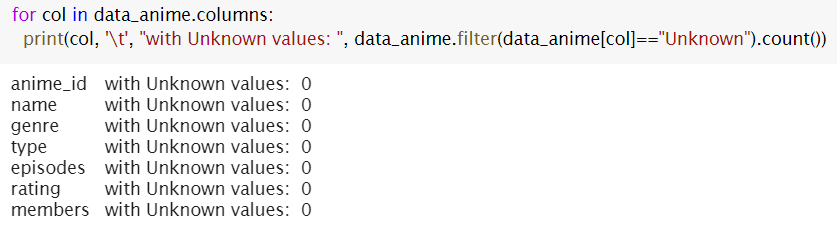 for col in data_anime.columns:
  print(col, '\t', "with Unknown values: ", data_anime.filter(data_anime[col]=="Unknown").count())
anime_id with Unknown values: 0
name with Unknown values: 0
genre with Unknown values: 0
type with Unknown values: 0
episodes with Unknown values: 0
rating with Unknown values: 0
members with Unknown values: 0